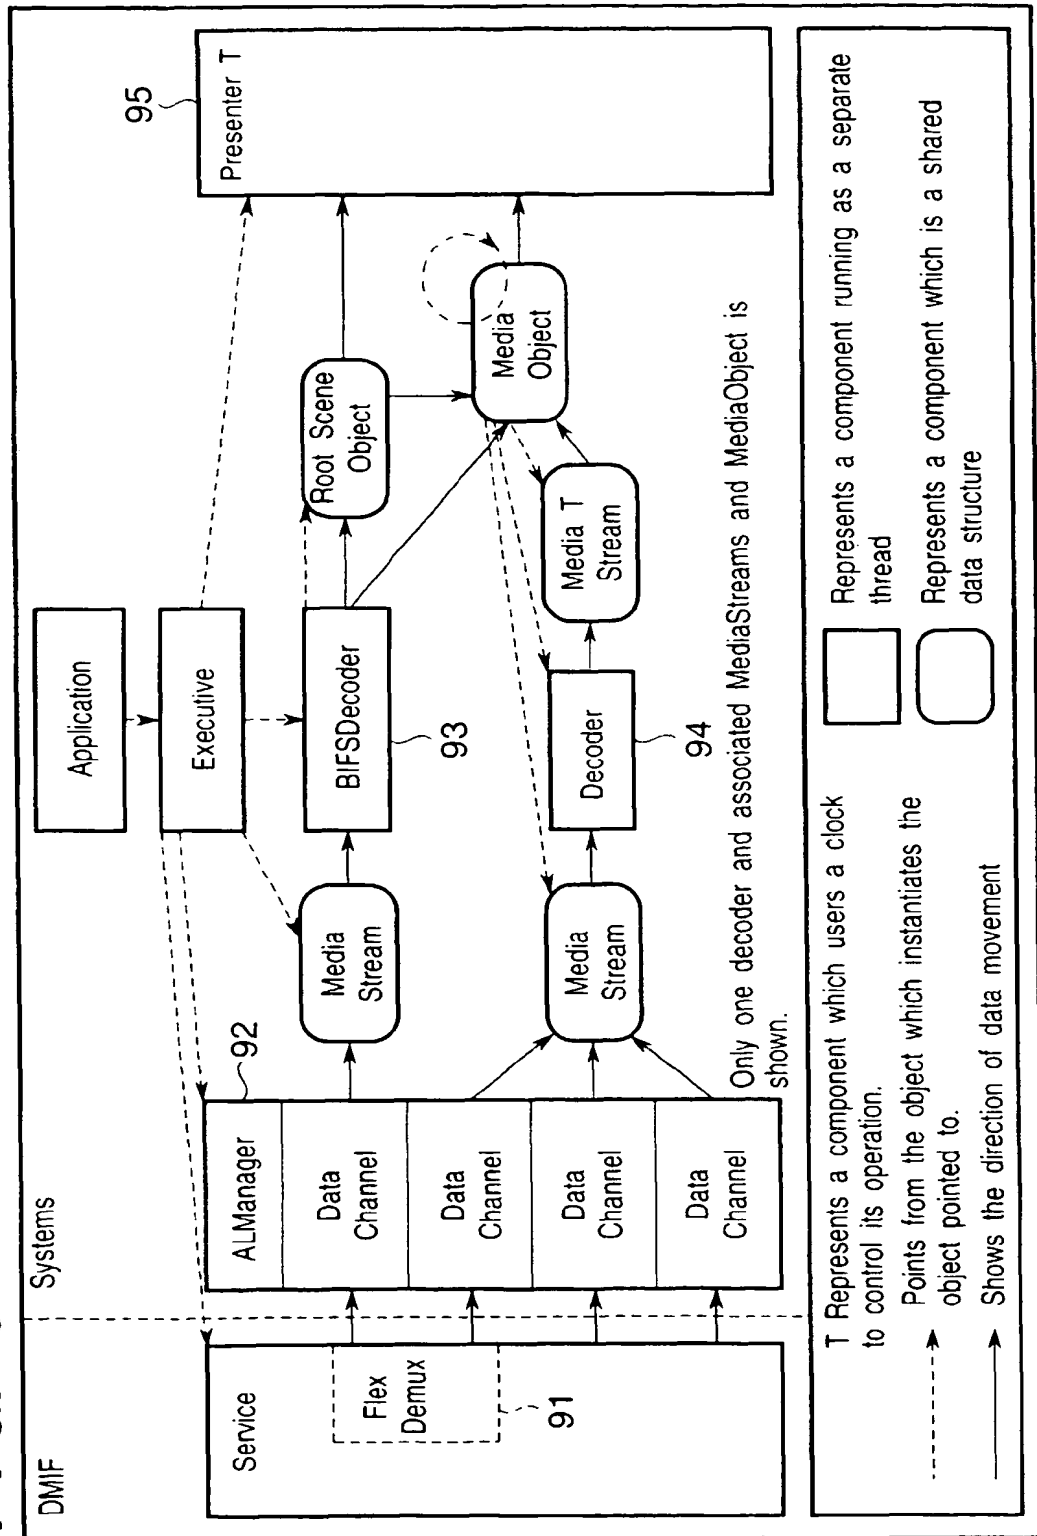 DMIF
Systems
Service
Flex
Demux
91
ALManager
92
Data
Channel
Data
Channel
Data
Channel
Data
Channel
Application
Executive
Media
Stream
BIFSDecoder
93
Root Scene
Object
Media
Stream
Decoder
94
Media T
Stream
Media
Object
Presenter T
95
Only one decoder and associated MediaStreams and MediaObject is
shown.
T Represents a component which users a clock
to control its operation.
Points from the object which instantiates the
object pointed to.
Shows the direction of data movement
Represents a component running as a separate
thread
Represents a component which is a shared
data structure